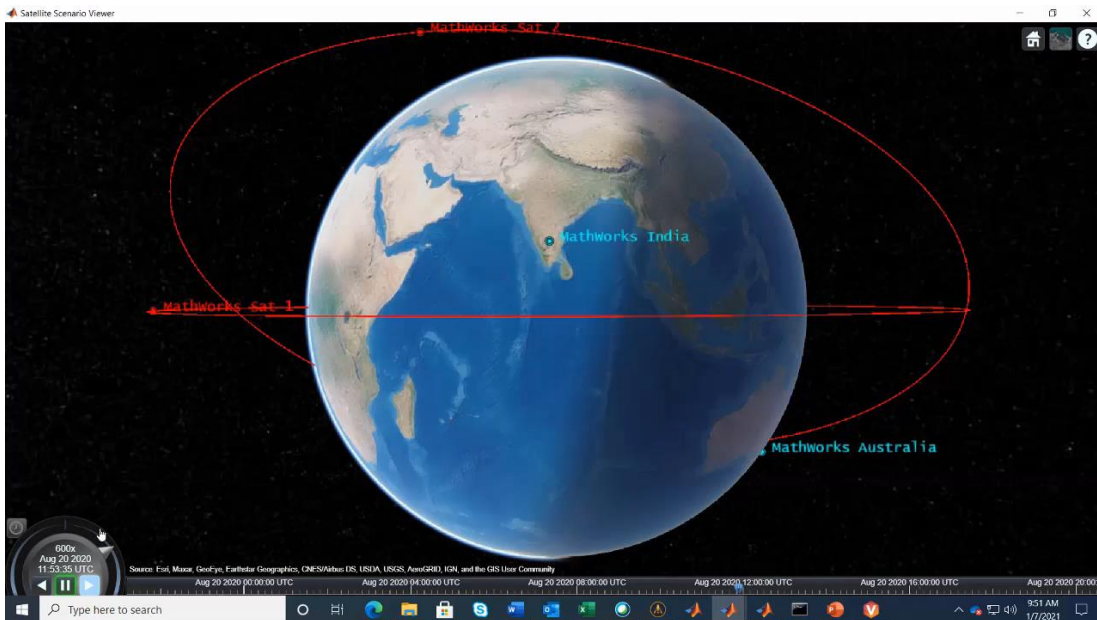 Satellite Scenario Viewer
MathWorks Sat 2
MathWorks India
MathWorks Sat 1
MathWorks Australia
600x
Aug 20 2020
11:53:35 UTC
Source: Esri, Maxar, GeoEye, Earthstar Geographics, CNES/Airbus DS, USDA, USGS, AeroGRID, IGN, and the GIS User Community
Aug 20 2020 00:00:00 UTC Aug 20 2020 04:00:00 UTC Aug 20 2020 08:00:00 UTC Aug 20 2020 12:00:00 UTC Aug 20 2020 16:00:00 UTC Aug 20 2020 20:00:
Type here to search
9:51 AM
1/7/2021